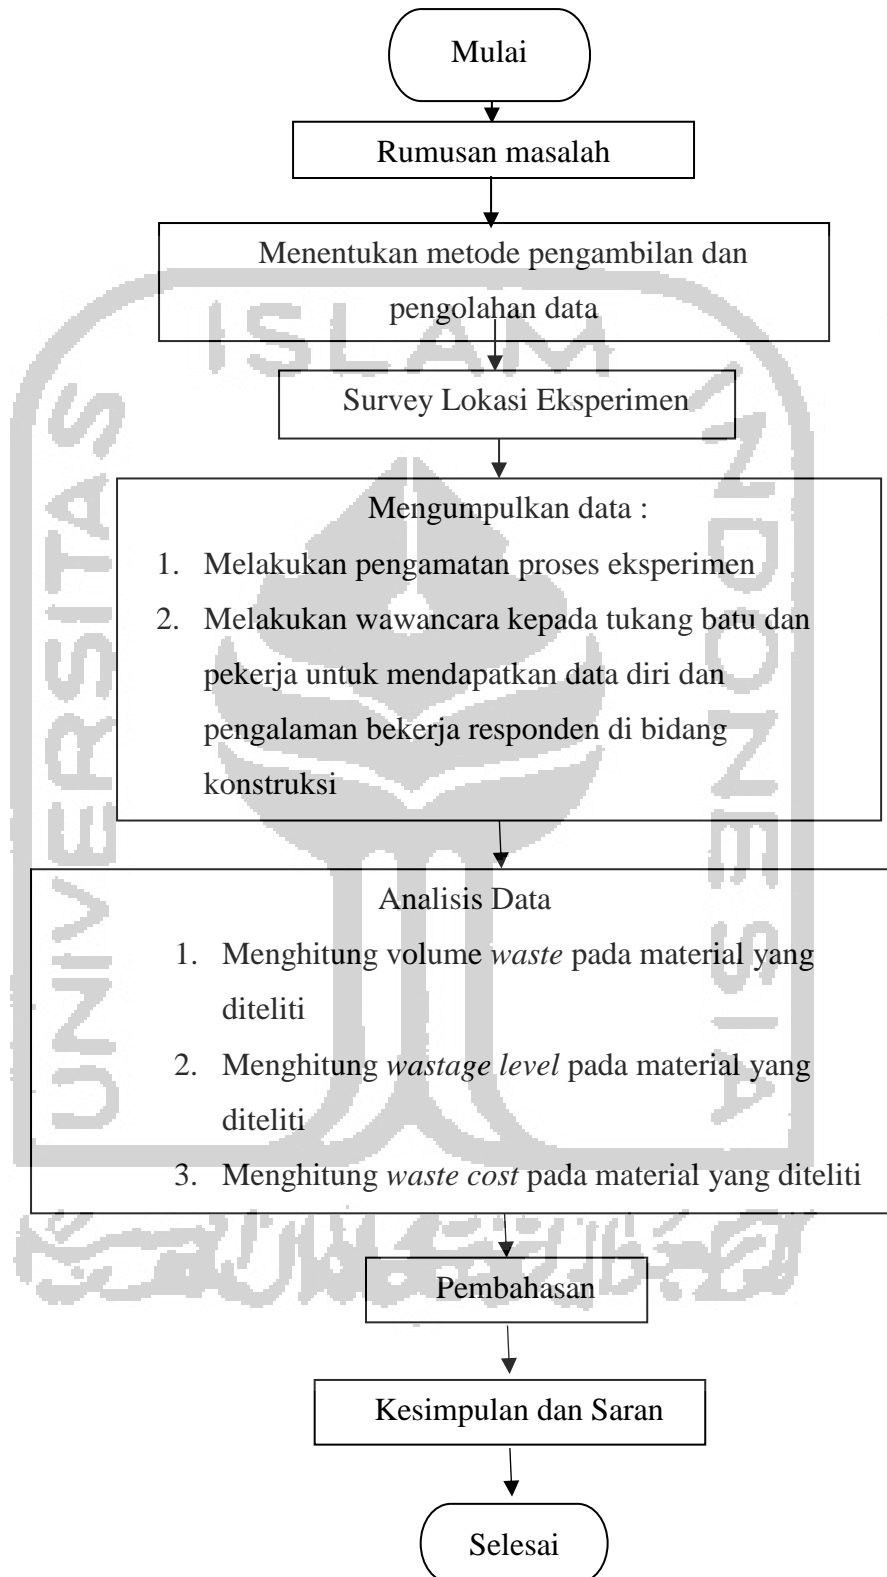 Mulai
Rumusan masalah
Menentukan metode pengambilan dan
pengolahan data
ISLAM
Survey Lokasi Eksperimen
UNIVERSITAS
INDONESIA
Mengumpulkan data :
1. Melakukan pengamatan proses eksperimen
2. Melakukan wawancara kepada tukang batu dan
pekerja untuk mendapatkan data diri dan
pengalaman bekerja responden di bidang
konstruksi
Analisis Data
1. Menghitung volume waste pada material yang
diteliti
2. Menghitung wastage level pada material yang
diteliti
3. Menghitung waste cost pada material yang diteliti
Pembahasan
Kesimpulan dan Saran
Selesai